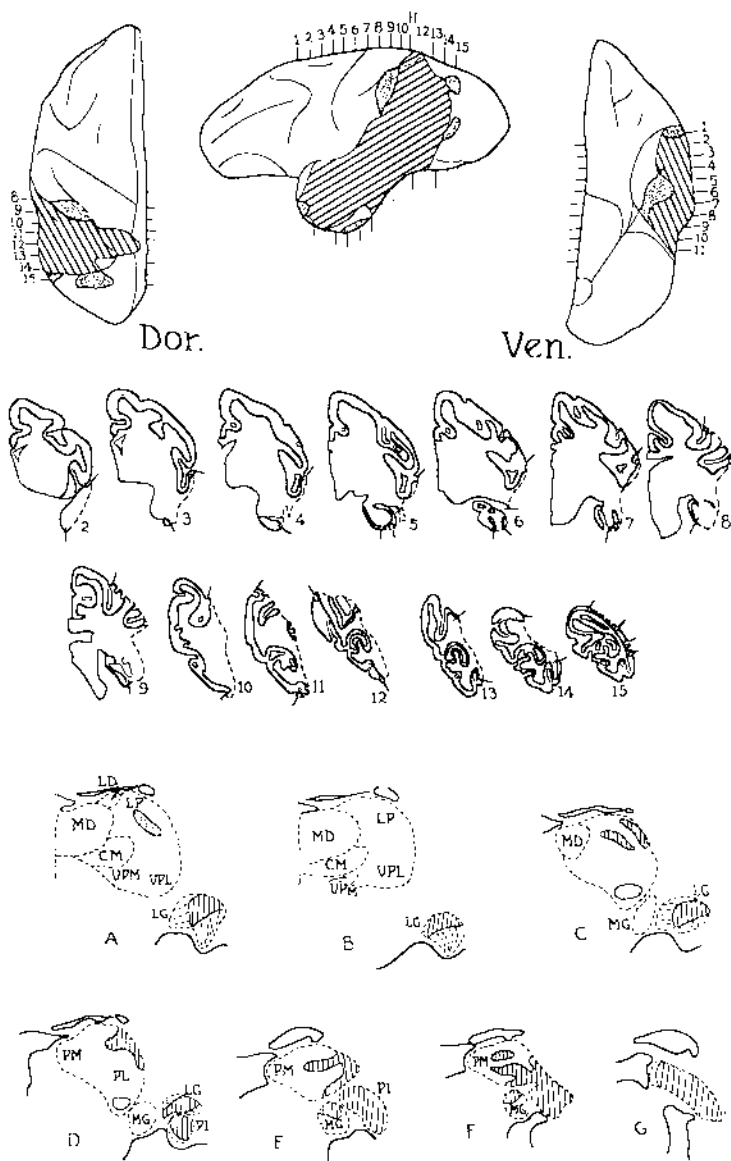 11
1 2 3 4 5 6 7 8 9 10 12 13 14 15
8
9
10
11
12
13
14
15
1
2
3
4
5
6
7
8
9
10
11
Dor.
Ven.
2 3 4 5 6 7 8
9 10 11 12 13 14 15
LD
LP
MD
CM
VPM VPL
LG
A
LP
MD
CM
VPM VPL
LG
B
MD
LG
MG
C
PM
PL
LG
MG
PI
D
PM
PI
MG
E
PM
MG
F
G